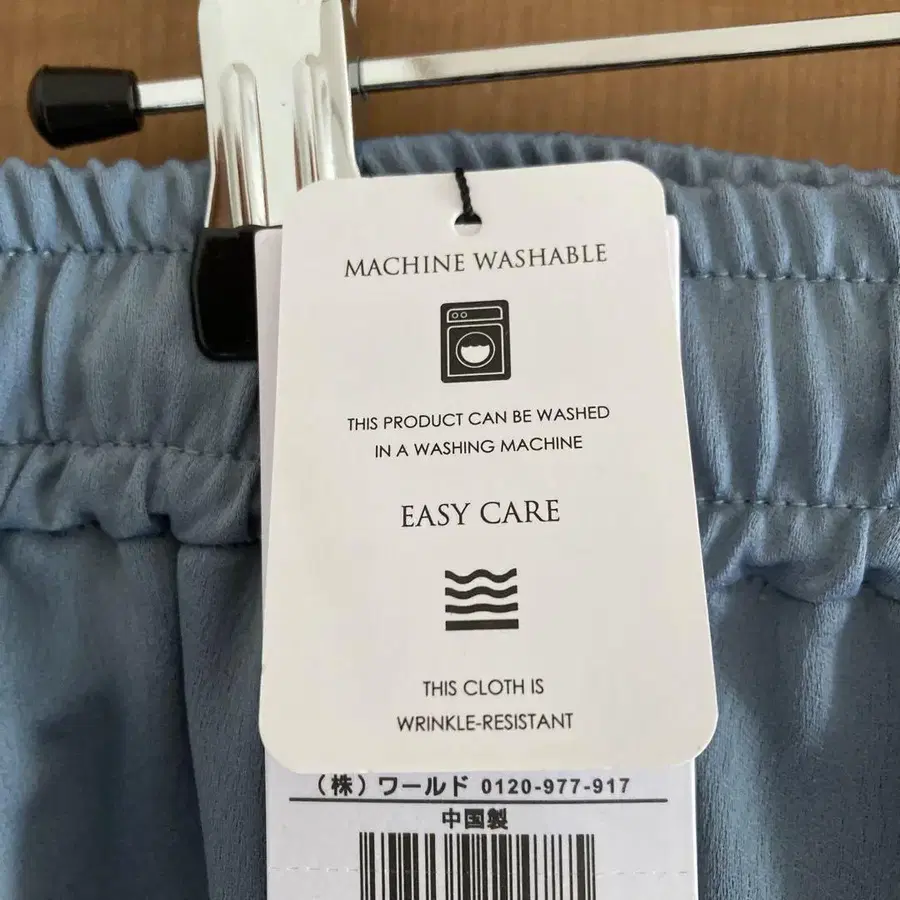 MACHINE WASHABLE
THIS PRODUCT CAN BE WASHED
IN A WASHING MACHINE
EASY CARE
THIS CLOTH IS
WRINKLE-RESISTANT
(株)ワールド 0120-977-917
中国製